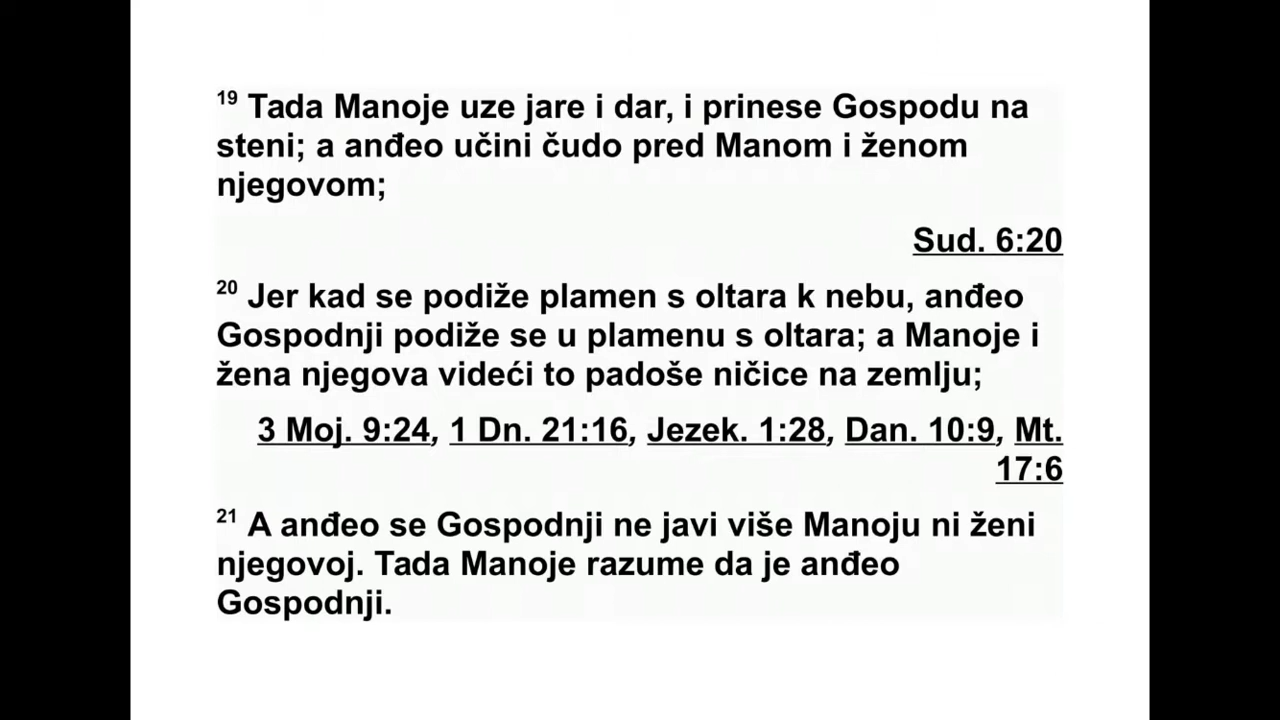 19 Tada Manoje uze jare i dar, i prinese Gospodu na
steni; a anđeo učini čudo pred Manom i ženom
njegovom;
Sud. 6:20
20 Jer kad se podiže plamen s oltara k nebu, anđeo
Gospodnji podiže se u plamenu s oltara; a Manoje i
žena njegova videći to padoše ničice na zemlju;
3 Moj. 9:24, 1 Dn. 21:16, Jezek. 1:28, Dan. 10:9, Mt.
17:6
21 A anđeo se Gospodnji ne javi više Manoju ni ženi
njegovoj. Tada Manoje razume da je anđeo
Gospodnji.